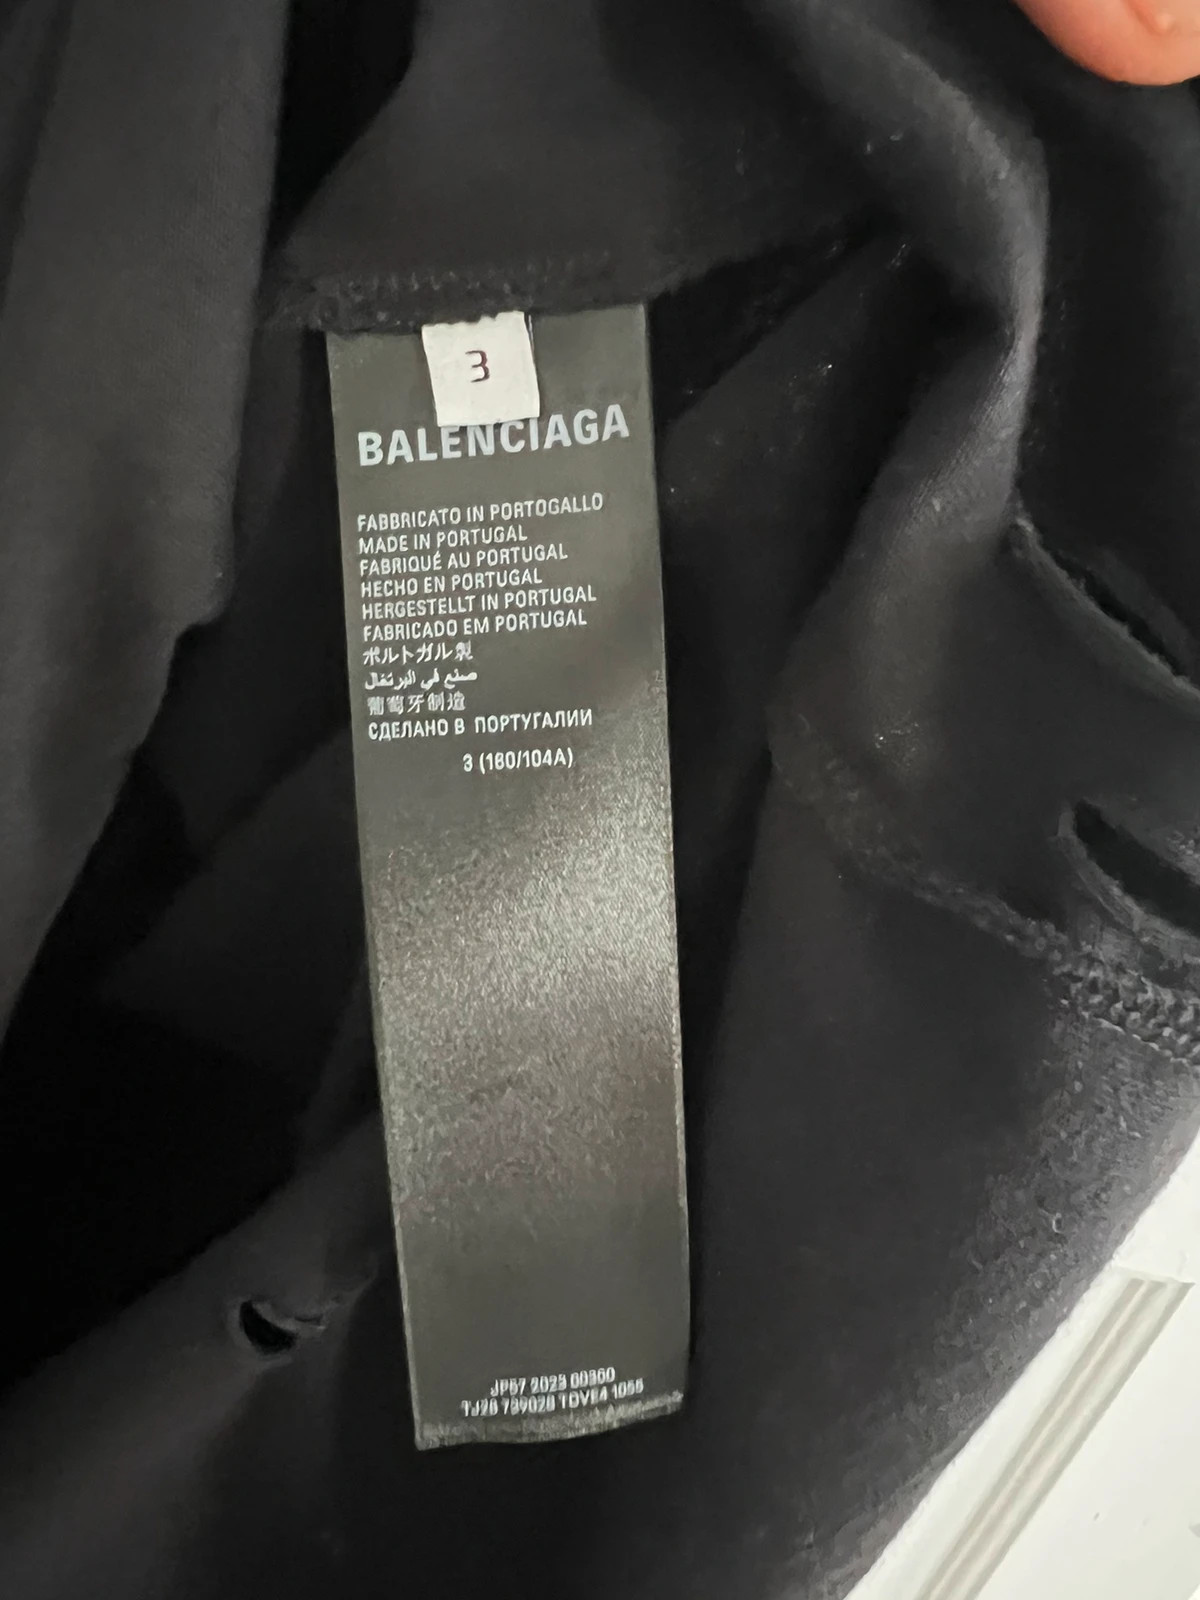 3
BALENCIAGA
FABBRICATO IN PORTOGALLO
MADE IN PORTUGAL
FABRIQUÉ AU PORTUGAL
HECHO EN PORTUGAL
HERGESTELLT IN PORTUGAL
FABRICADO EM PORTUGAL
ポルトガル製
صنع في البرتغال
葡萄牙制造
СДЕЛАНО В ПОРТУГАЛИИ
3 (180/104A)
2023
1055